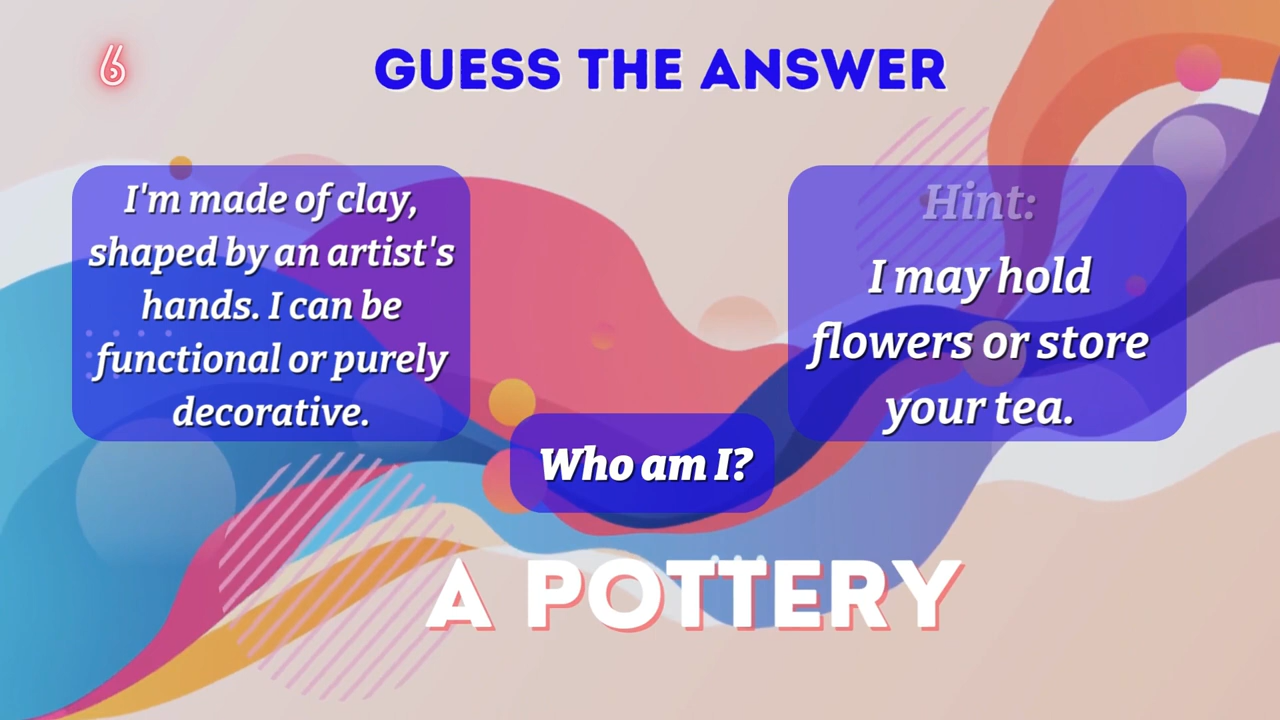 6
GUESS THE ANSWER
I'm made of clay,
shaped by an artist's
hands. I can be
functional or purely
decorative.
Hint:
I may hold
flowers or store
your tea.
Who am I?
A POTTERY